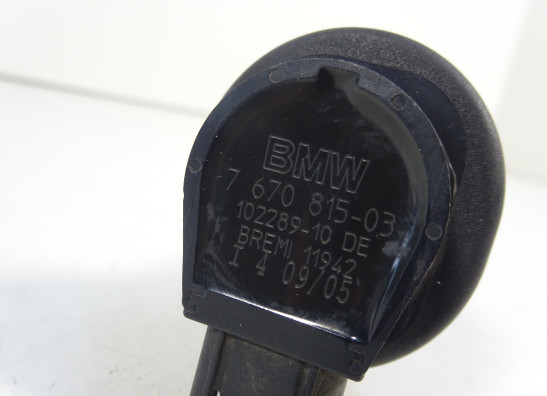 BMW
7 670 815-03
102289-10 DE
BREMI 11942
I 4 09/05